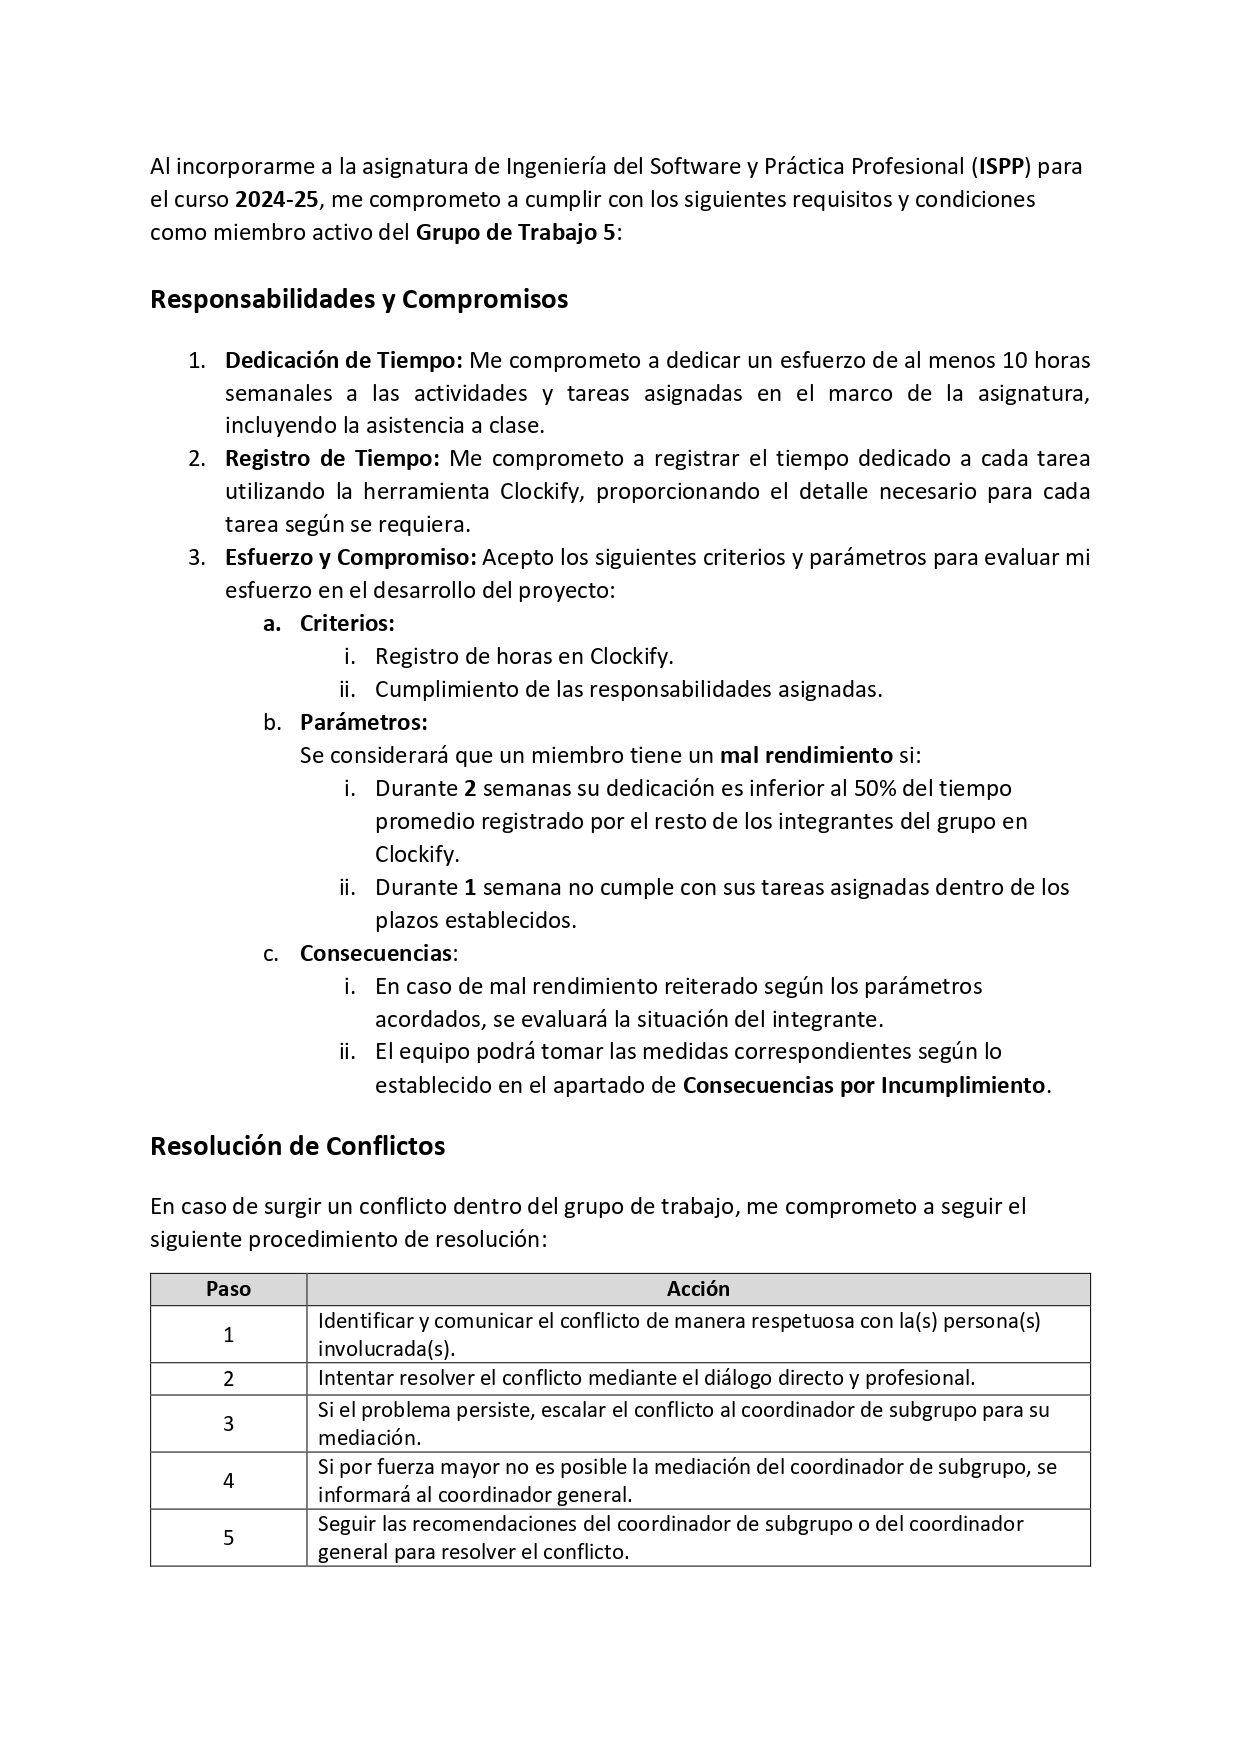 Al incorporarme a la asignatura de Ingeniería del Software y Práctica Profesional (ISPP) para
el curso 2024-25, me comprometo a cumplir con los siguientes requisitos y condiciones
como miembro activo del Grupo de Trabajo 5:
Responsabilidades y Compromisos
1. Dedicación de Tiempo: Me comprometo a dedicar un esfuerzo de al menos 10 horas
semanales a las actividades y tareas asignadas en el marco de la asignatura,
incluyendo la asistencia a clase.
2. Registro de Tiempo: Me comprometo a registrar el tiempo dedicado a cada tarea
utilizando la herramienta Clockify, proporcionando el detalle necesario para cada
tarea según se requiera.
3. Esfuerzo y Compromiso: Acepto los siguientes criterios y parámetros para evaluar mi
esfuerzo en el desarrollo del proyecto:
a. Criterios:
i. Registro de horas en Clockify.
ii. Cumplimiento de las responsabilidades asignadas.
b. Parámetros:
Se considerará que un miembro tiene un mal rendimiento si:
i. Durante 2 semanas su dedicación es inferior al 50% del tiempo
promedio registrado por el resto de los integrantes del grupo en
Clockify.
ii. Durante 1 semana no cumple con sus tareas asignadas dentro de los
plazos establecidos.
c. Consecuencias:
i. En caso de mal rendimiento reiterado según los parámetros
acordados, se evaluará la situación del integrante.
ii. El equipo podrá tomar las medidas correspondientes según lo
establecido en el apartado de Consecuencias por Incumplimiento.
Resolución de Conflictos
En caso de surgir un conflicto dentro del grupo de trabajo, me comprometo a seguir el
siguiente procedimiento de resolución:
Paso Acción
1 Identificar y comunicar el conflicto de manera respetuosa con la(s) persona(s)
involucrada(s).
2 Intentar resolver el conflicto mediante el diálogo directo y profesional.
3 Si el problema persiste, escalar el conflicto al coordinador de subgrupo para su
mediación.
4 Si por fuerza mayor no es posible la mediación del coordinador de subgrupo, se
informará al coordinador general.
5 Seguir las recomendaciones del coordinador de subgrupo o del coordinador
general para resolver el conflicto.